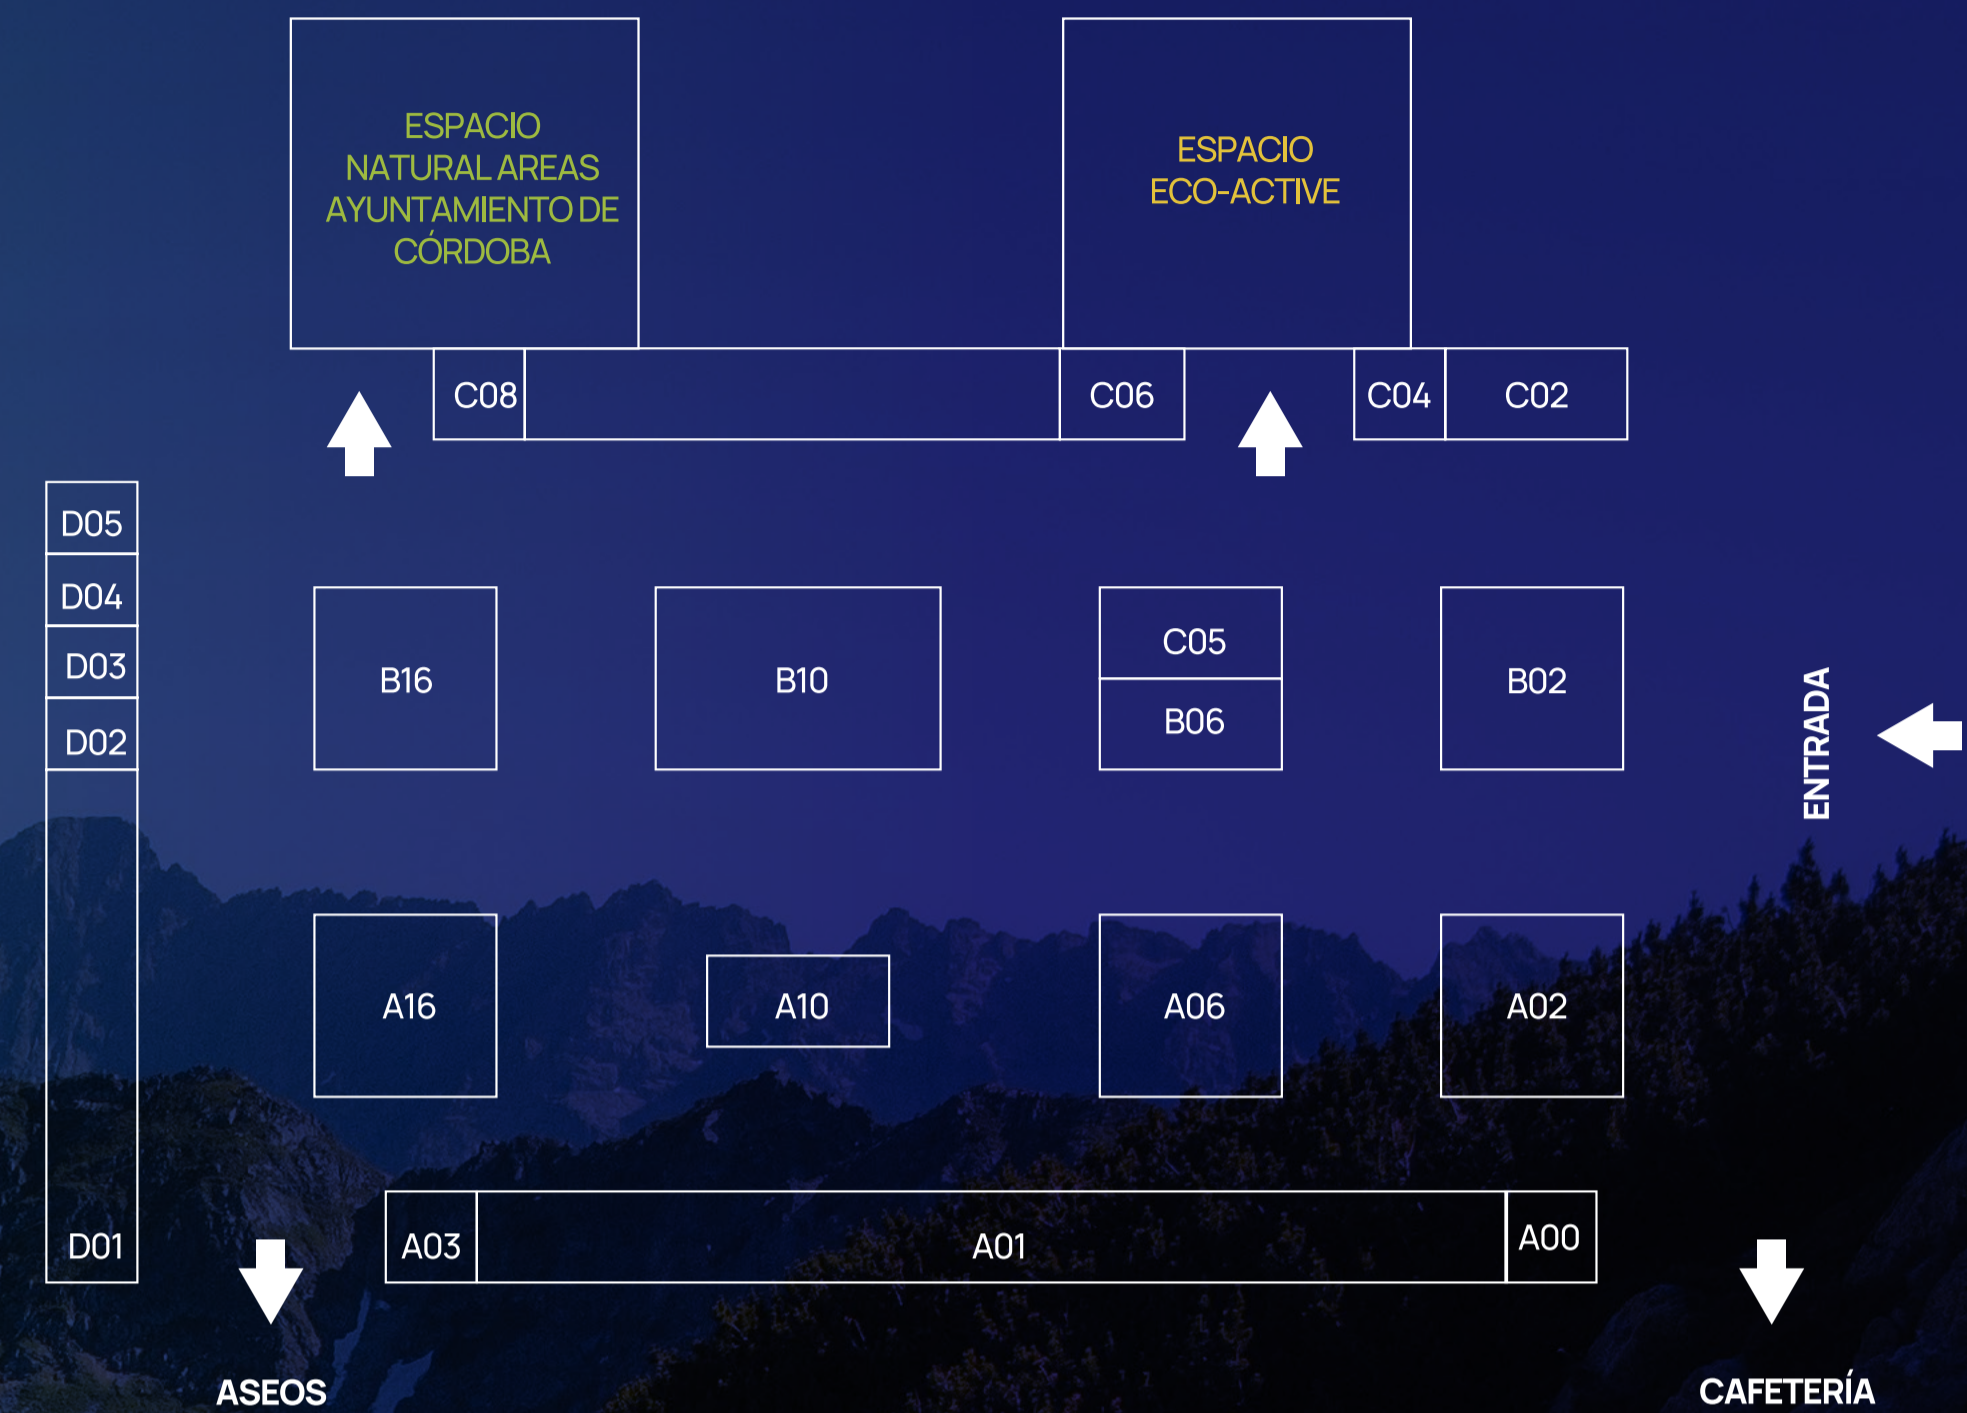 ESPACIO
NATURAL AREAS
AYUNTAMIENTO DE
CÓRDOBA
ESPACIO
ECO-ACTIVE
C08
C06
C04
C02
D05
D04
D03
D02
D01
B16
B10
C05
B06
B02
ENTRADA
A16
A10
A06
A02
A03
A01
A00
ASEOS
CAFETERÍA